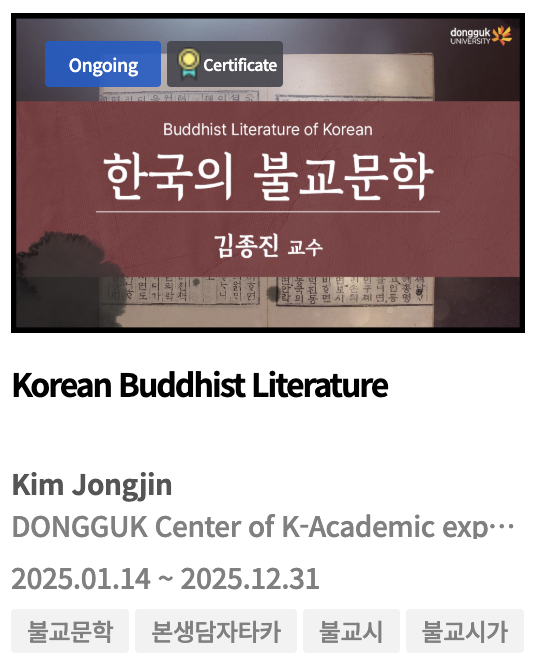 dongguk
UNIVERSITY
Ongoing
Certificate
Buddhist Literature of Korean
한국의 불교문학
김종진 교수
Korean Buddhist Literature
Kim Jongjin
DONGGUK Center of K-Academic exp…
2025.01.14 ~ 2025.12.31
불교문학 본생담자타카 불교시 불교시가